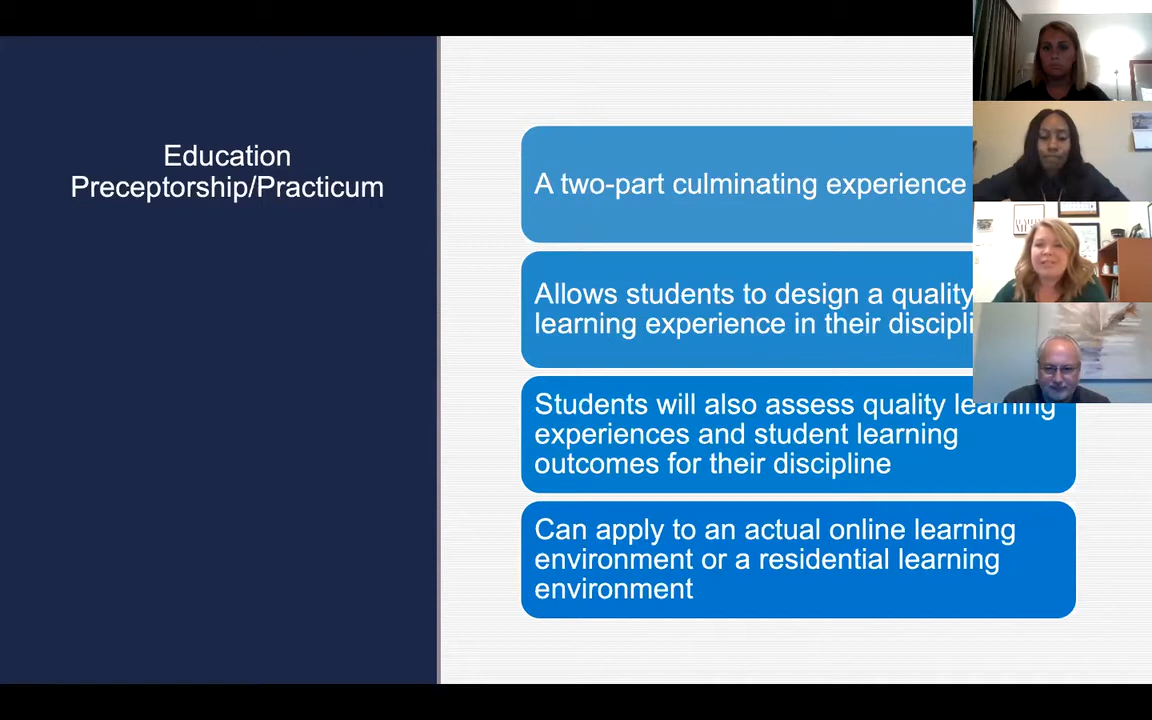 Education
Preceptorship/Practicum
A two-part culminating experience
Allows students to design a quality
learning experience in their
Students will also assess quality learning
experiences and student learning
outcomes for their discipline
Can apply to an actual online learning
environment or a residential learning
environment